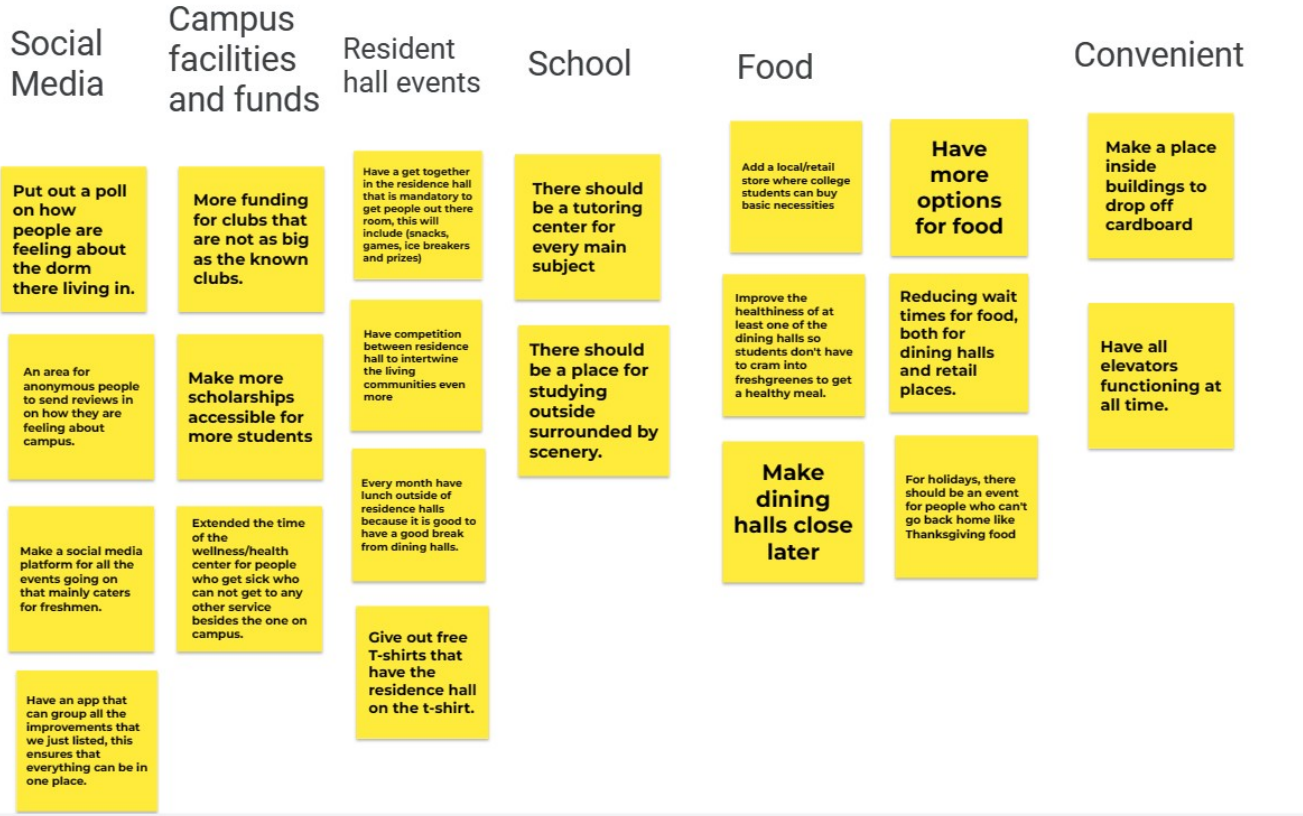 Social
Media
Campus
facilities
and funds
Resident
hall events
School
Food
Convenient
Put out a poll
on how
people are
feeling about
the dorm
there living in.
An area for
anonymous people
to send reviews in
on how they are
feeling about
campus.
Make a social media
platform for all the
events going on
that mainly caters
for freshmen.
Have an app that
can group all the
improvements that
we just listed, this
ensures that
everything can be in
one place.
More funding
for clubs that
are not as big
as the known
clubs.
Make more
scholarships
accessible for
more students
Extended the time
of the
wellness/health
center for people
who get sick who
can not get to any
other service
besides the one on
campus.
Have a get together
in the residence hall
that is mandatory to
get people out there
room, this will
include (snacks,
games, ice breakers
and prizes)
Have competition
between residence
hall to intertwine
the living
communities even
more
Every month have
lunch outside of
residence halls
because it is good to
have a good break
from dining halls.
Give out free
T-shirts that
have the
residence hall
on the t-shirt.
There should
be a tutoring
center for
every main
subject
There should
be a place for
studying
outside
surrounded by
scenery.
Add a local/retail
store where college
students can buy
basic necessities
Have
more
options
for food
Improve the
healthiness of at
least one of the
dining halls so
students don't have
to cram into
freshgreenes to get
a healthy meal.
Reducing wait
times for food,
both for
dining halls
and retail
places.
Make
dining
halls close
later
For holidays, there
should be an event
for people who can't
go back home like
Thanksgiving food
Make a place
inside
buildings to
drop off
cardboard
Have all
elevators
functioning at
all time.